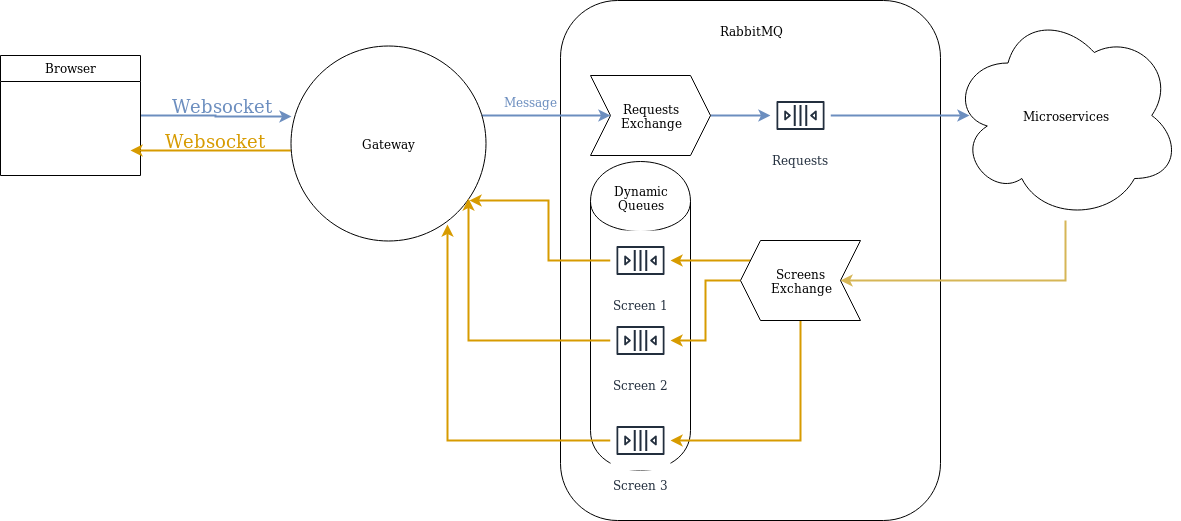 RabbitMQ
Browser
Websocket
Websocket
Gateway
Message
Requests
Exchange
Requests
Microservices
Dynamic
Queues
Screen 1
Screens
Exchange
Screen 2
Screen 3